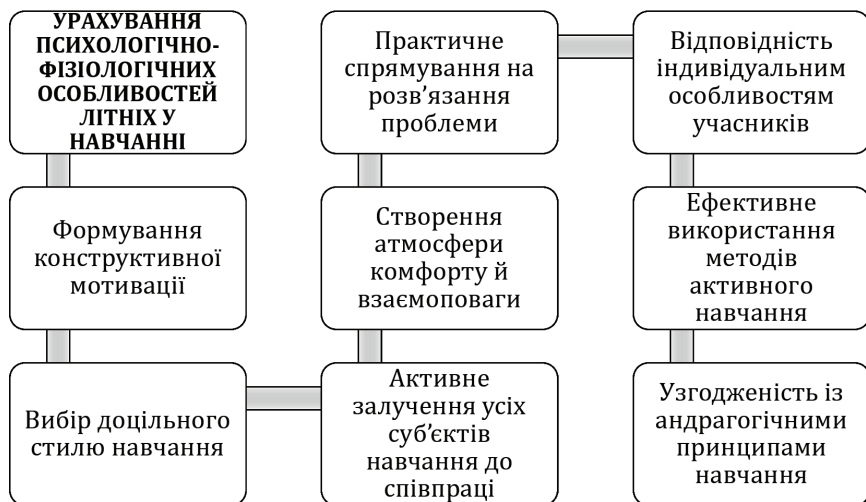 УРАХУВАННЯ
ПСИХОЛОГІЧНО-
ФІЗІОЛОГІЧНИХ
ОСОБЛИВОСТЕЙ
ЛІТНІХ У
НАВЧАННІ
Формування
конструктивної
мотивації
Вибір доцільного
стилю навчання
Активне
залучення усіх
суб’єктів
навчання до
співпраці
Створення
атмосфери
комфорту й
взаємоповаги
Практичне
спрямування на
розв’язання
проблеми
Відповідність
індивідуальним
особливостям
учасників
Ефективне
використання
методів
активного
навчання
Узгодженість із
андрагогічними
принципами
навчання